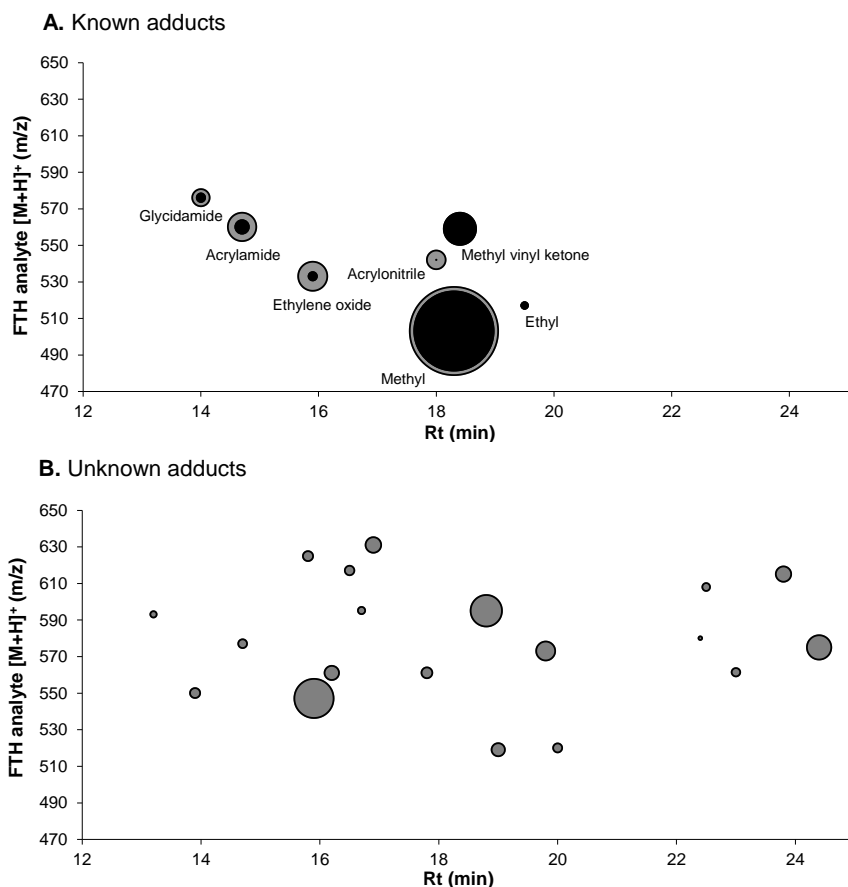 A. Known adducts
FTH analyte [M+H]⁺ (m/z)
650
630
610
590
570
550
530
510
490
470
Glycidamide
Acrylamide
Ethylene oxide
Acrylonitrile
Methyl vinyl ketone
Ethyl
Methyl
12 14 16 18 20 22 24
Rt (min)
B. Unknown adducts
FTH analyte [M+H]⁺ (m/z)
650
630
610
590
570
550
530
510
490
470
12 14 16 18 20 22 24
Rt (min)